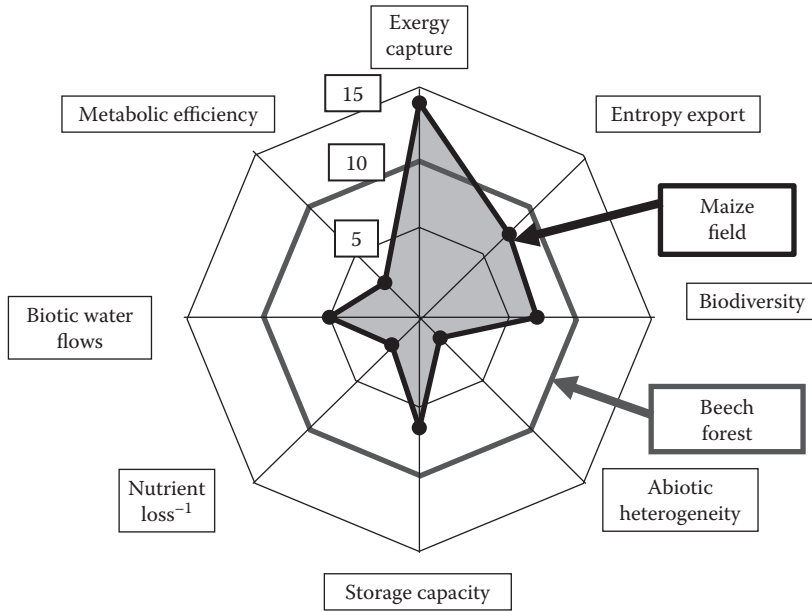 Exergy
capture
15
Metabolic efficiency
Entropy export
10
Maize
field
5
Biotic water
flows
Biodiversity
Beech
forest
Nutrient
loss⁻¹
Abiotic
heterogeneity
Storage capacity